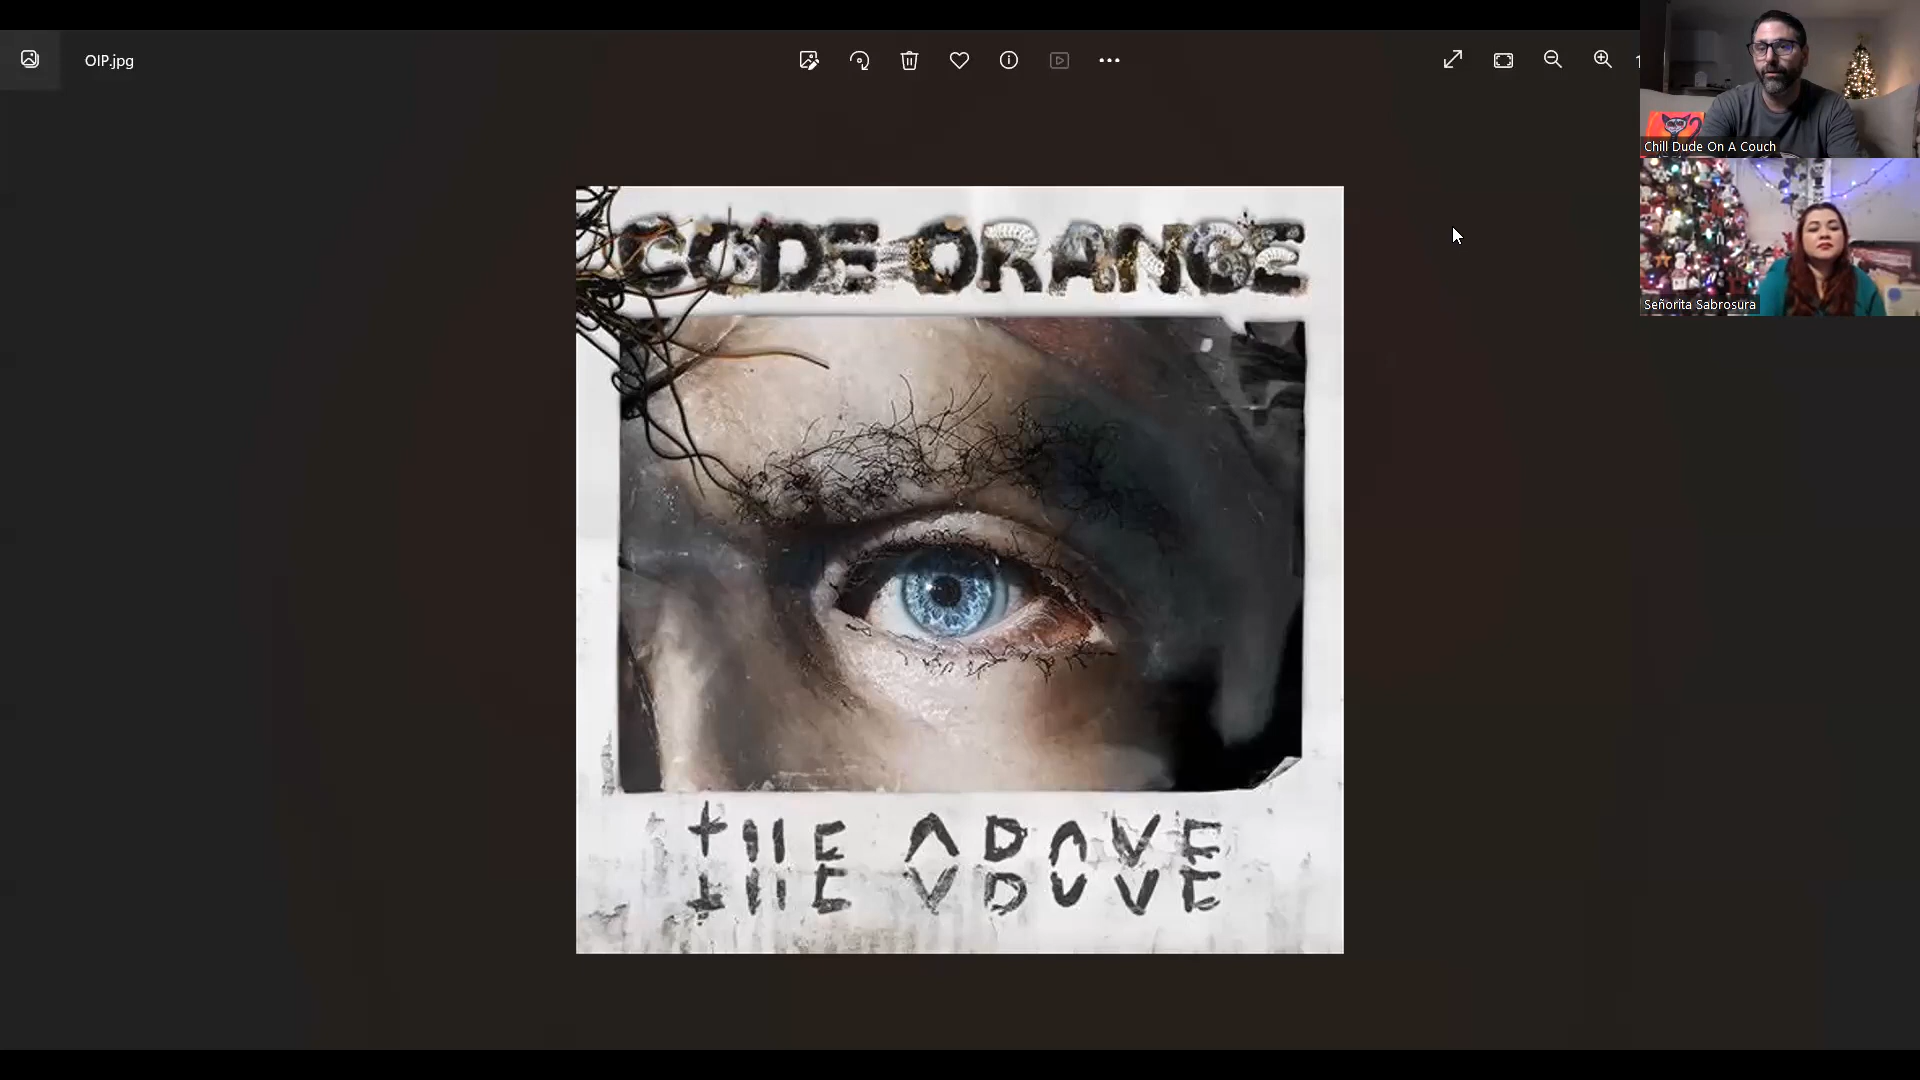 OIP.jpg
Chill Dude On A Couch
Señorita Sabrosura
CODE ORANGE
THE ABOVE